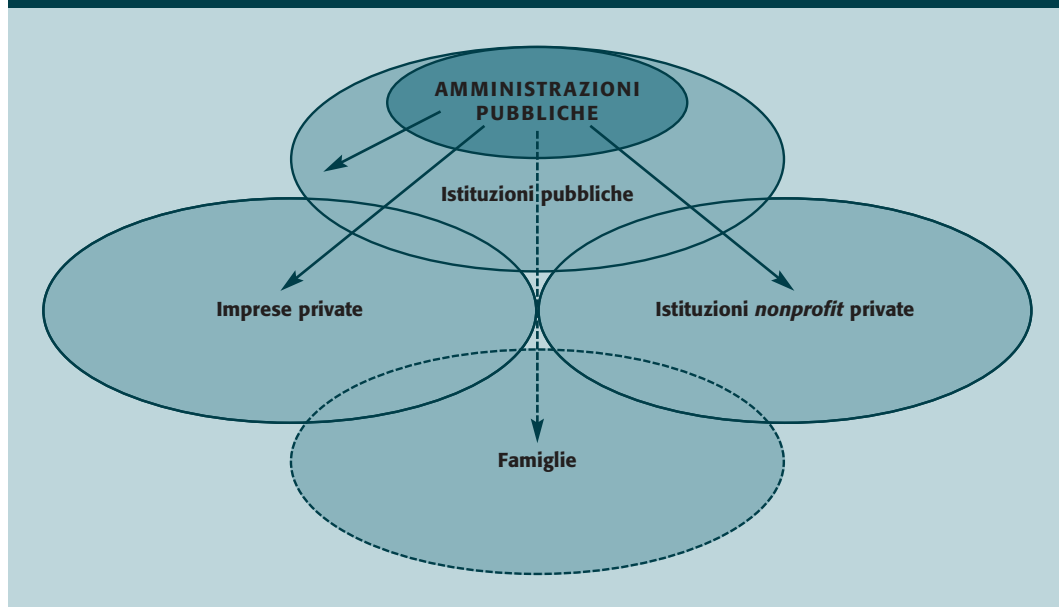 AMMINISTRAZIONI
PUBBLICHE
Istituzioni pubbliche
Imprese private
Istituzioni nonprofit private
Famiglie